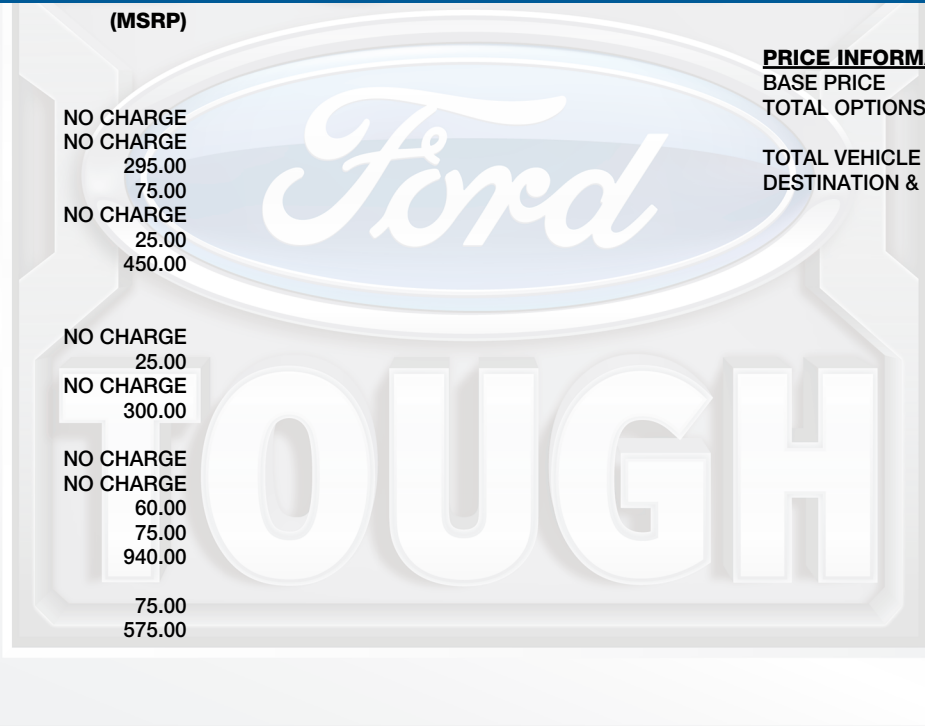 (MSRP)
NO CHARGE
NO CHARGE
295.00
75.00
NO CHARGE
25.00
450.00
NO CHARGE
25.00
NO CHARGE
300.00
NO CHARGE
NO CHARGE
60.00
75.00
940.00
75.00
575.00
PRICE INFORMA
BASE PRICE
TOTAL OPTIONS
TOTAL VEHICLE
DESTINATION &
Ford
TOUGH